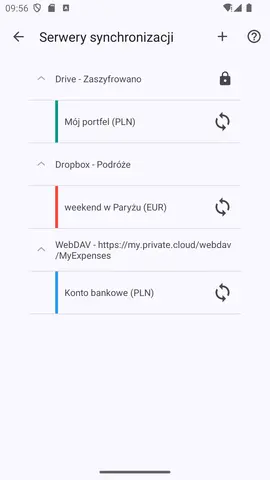 09:56
Serwery synchronizacji
Drive - Zaszyfrowano
Mój portfel (PLN)
Dropbox - Podróże
weekend w Paryżu (EUR)
WebDAV - https://my.private.cloud/webdav
/MyExpenses
Konto bankowe (PLN)